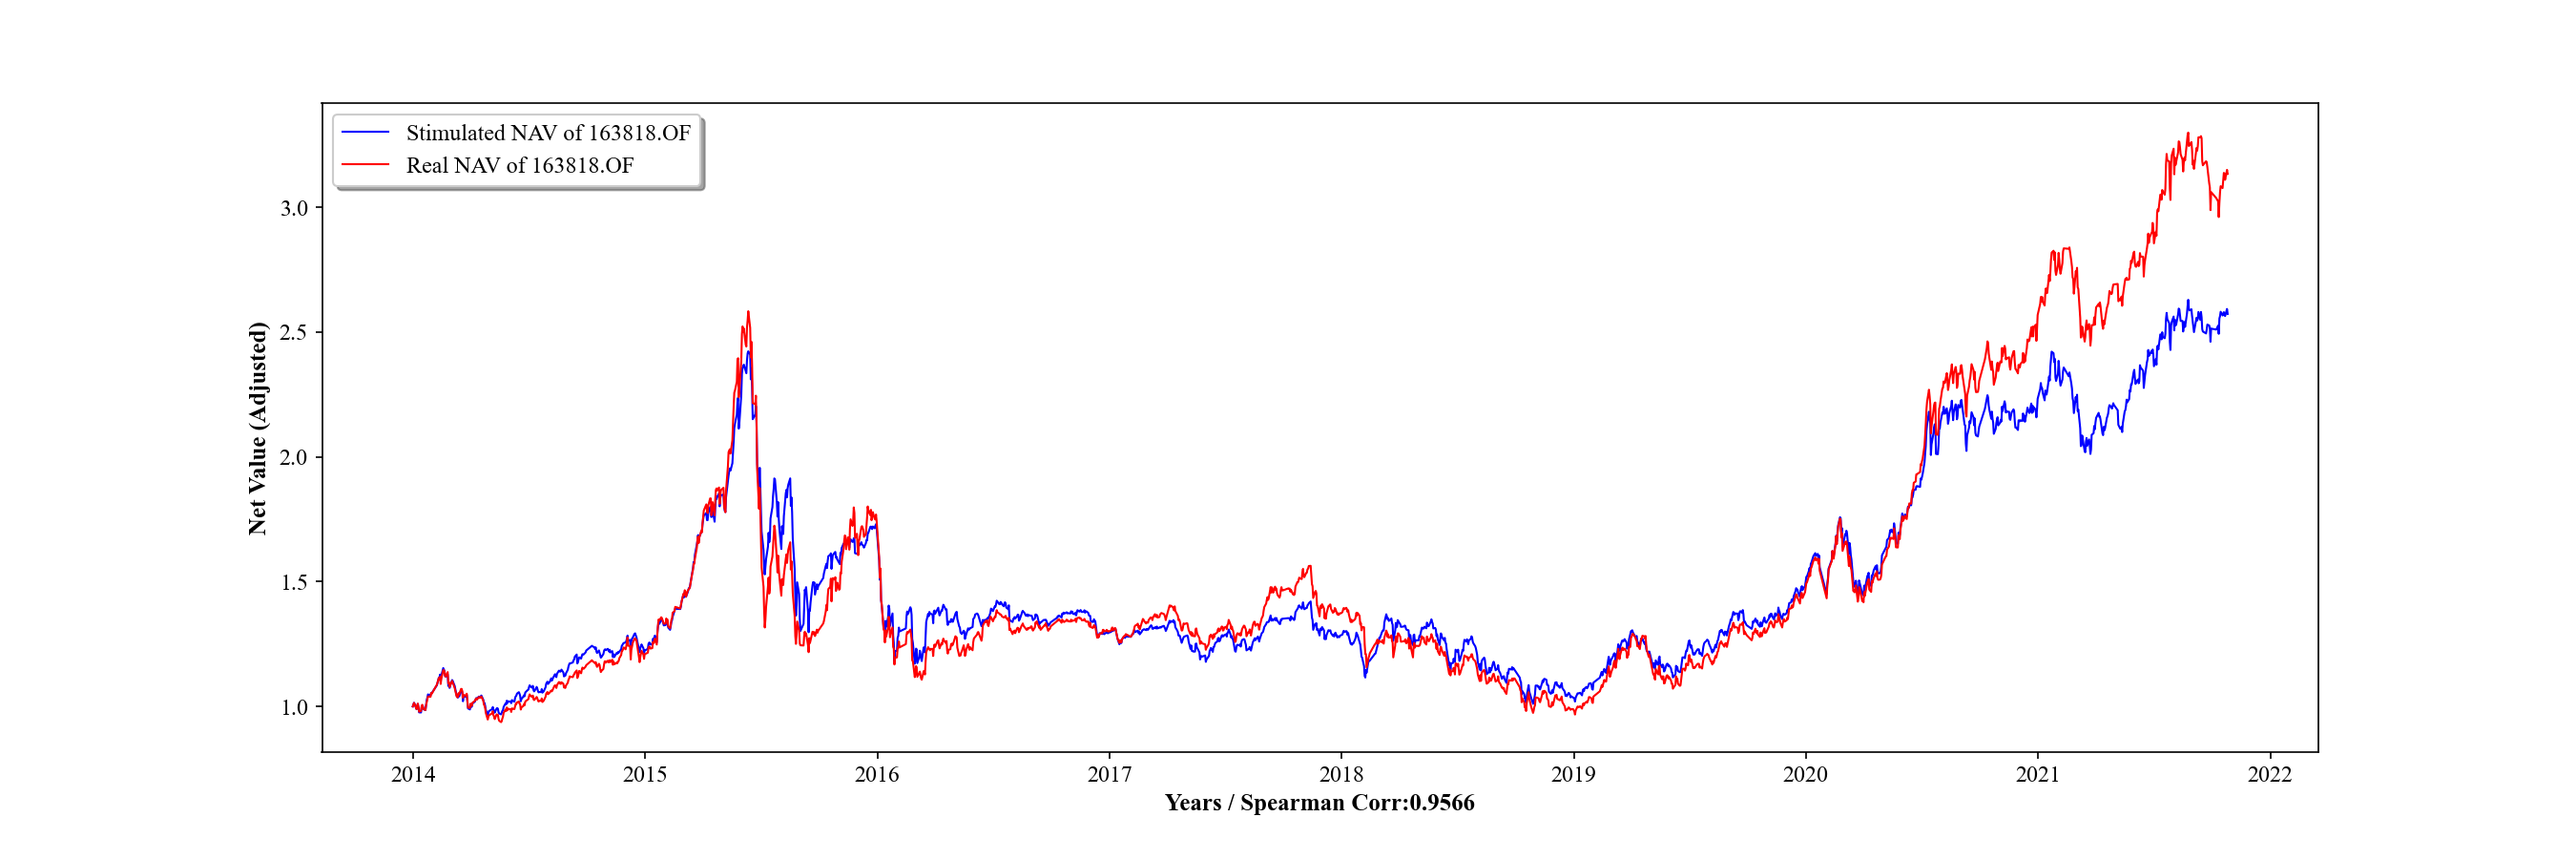 Stimulated NAV of 163818.OF
Real NAV of 163818.OF
Net Value (Adjusted)
3.0
2.5
2.0
1.5
1.0
2014 2015 2016 2017 2018 2019 2020 2021 2022
Years / Spearman Corr:0.9566